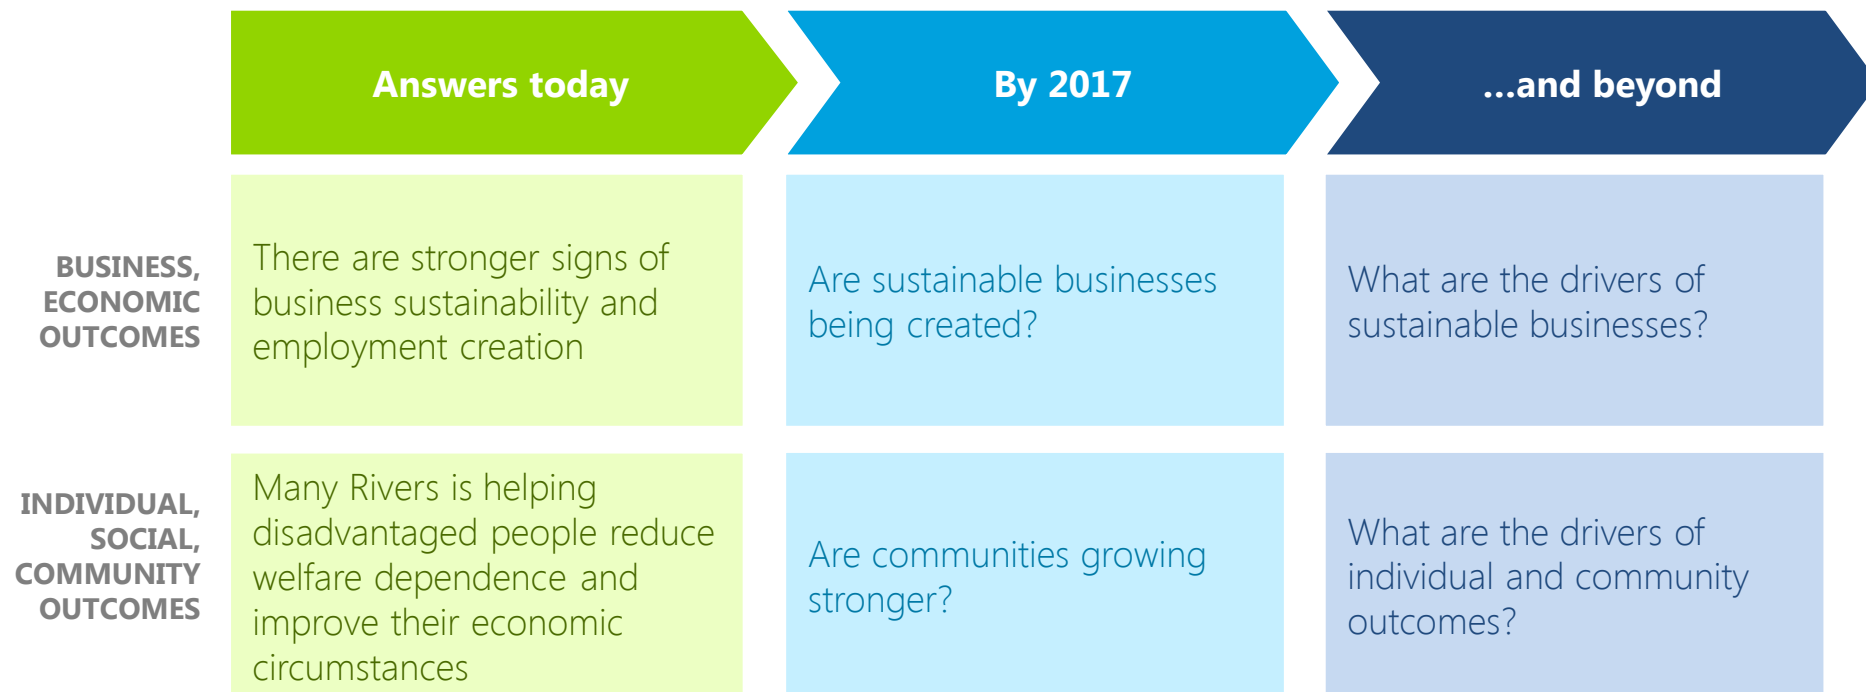 Answers today
By 2017
...and beyond
BUSINESS,
ECONOMIC
OUTCOMES
There are stronger signs of
business sustainability and
employment creation
Are sustainable businesses
being created?
What are the drivers of
sustainable businesses?
INDIVIDUAL,
SOCIAL,
COMMUNITY
OUTCOMES
Many Rivers is helping
disadvantaged people reduce
welfare dependence and
improve their economic
circumstances
Are communities growing
stronger?
What are the drivers of
individual and community
outcomes?